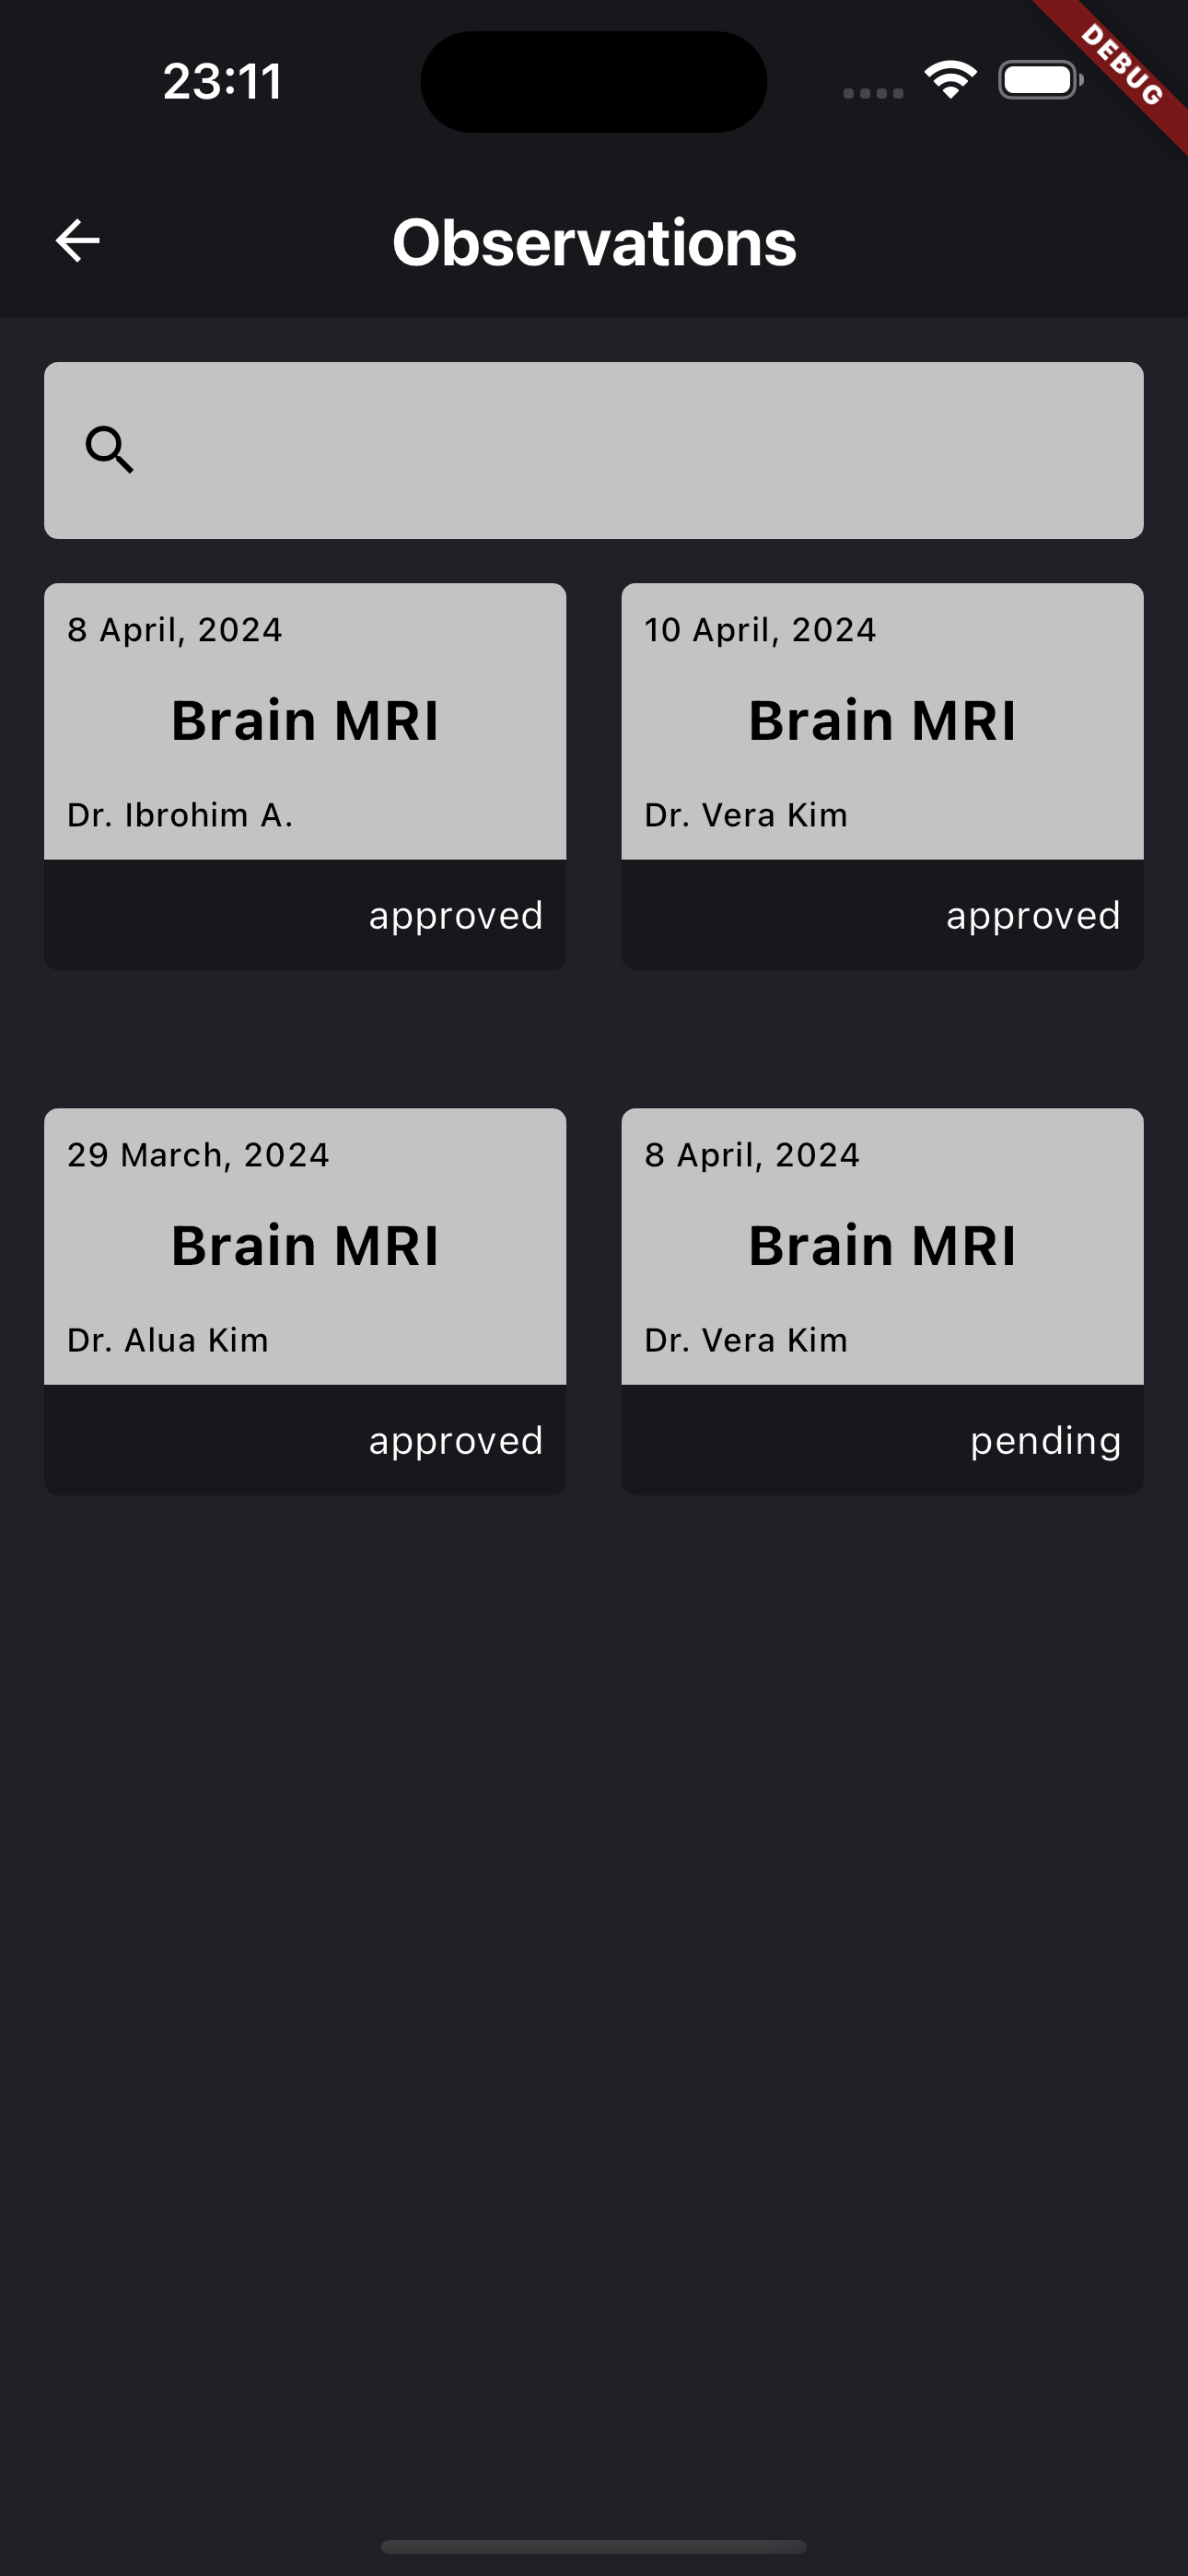 23:11
DEBUG
Observations
8 April, 2024
Brain MRI
Dr. Ibrohim A.
approved
10 April, 2024
Brain MRI
Dr. Vera Kim
approved
29 March, 2024
Brain MRI
Dr. Alua Kim
approved
8 April, 2024
Brain MRI
Dr. Vera Kim
pending